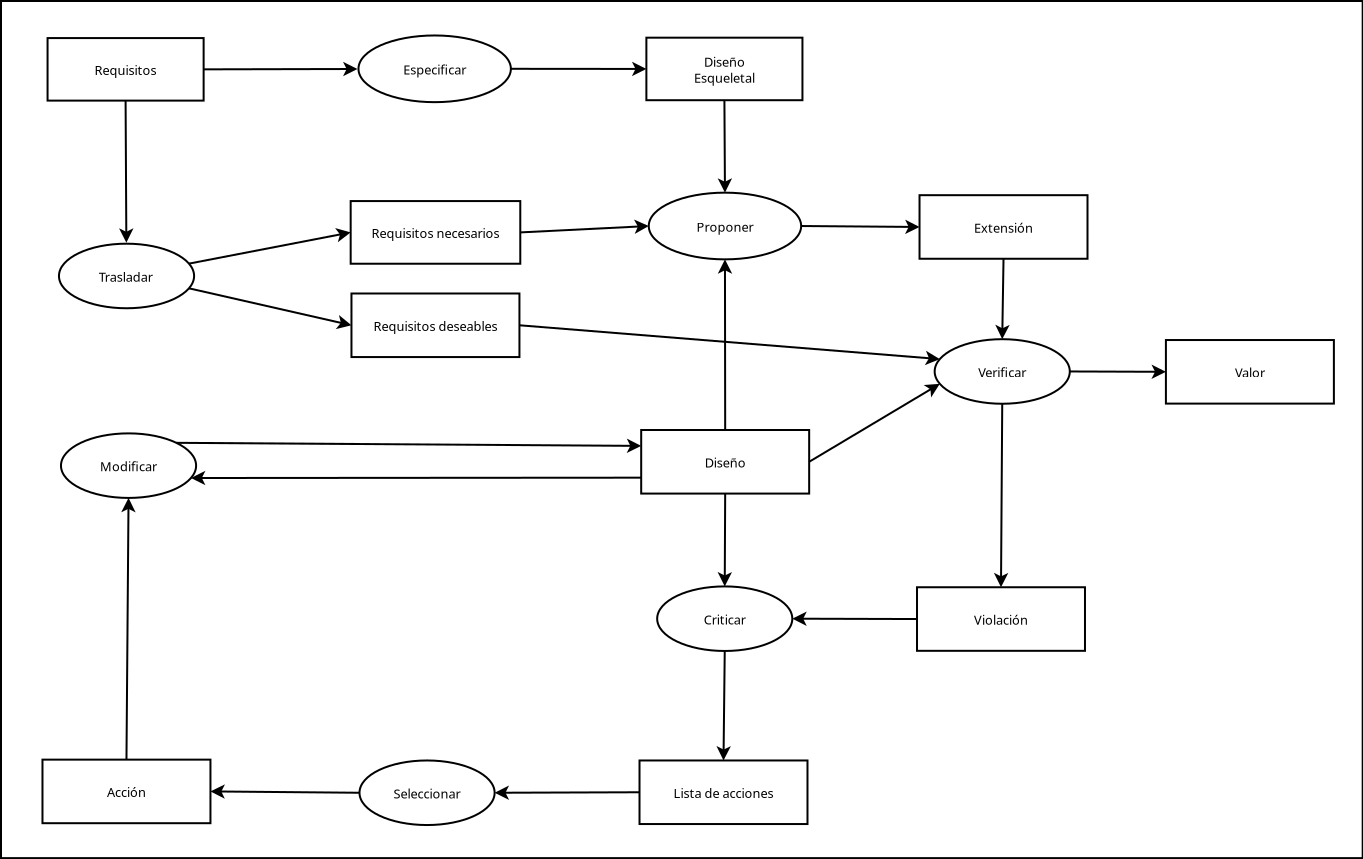 Requisitos
Especificar
Diseño
Esqueletal
Requisitos necesarios
Proponer
Extensión
Trasladar
Requisitos deseables
Verificar
Valor
Modificar
Diseño
Criticar
Violación
Acción
Seleccionar
Lista de acciones